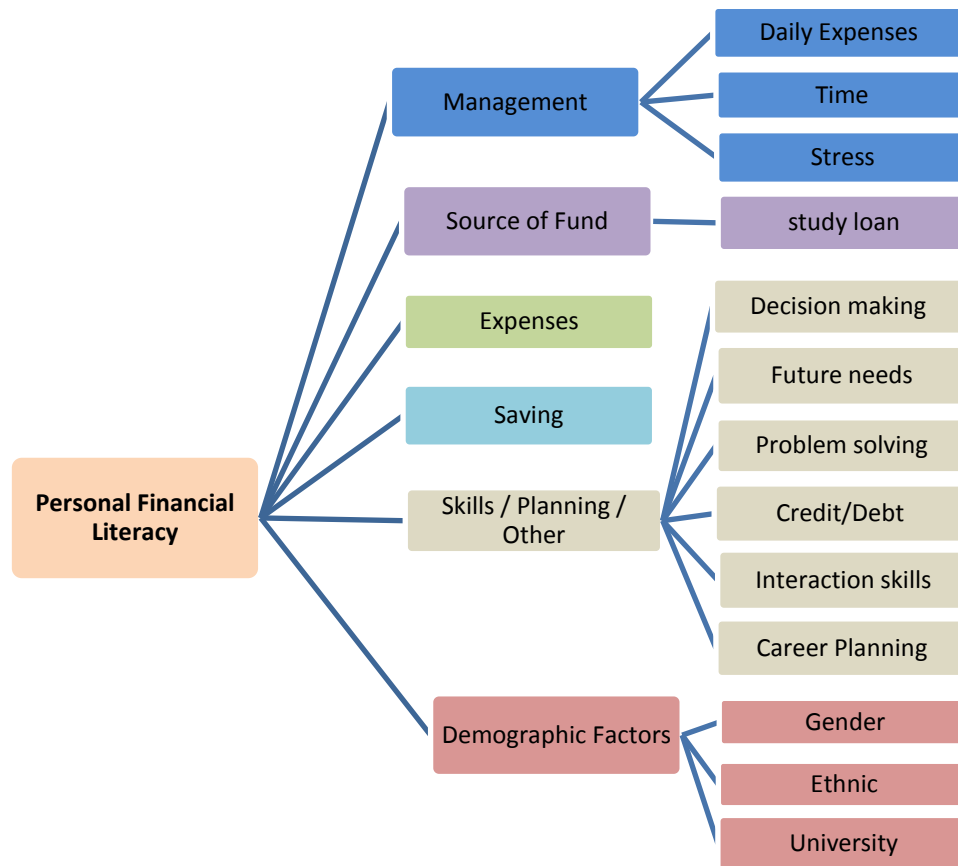 Personal Financial
Literacy
Management
Daily Expenses
Time
Stress
Source of Fund
study loan
Expenses
Saving
Skills / Planning /
Other
Decision making
Future needs
Problem solving
Credit/Debt
Interaction skills
Career Planning
Demographic Factors
Gender
Ethnic
University